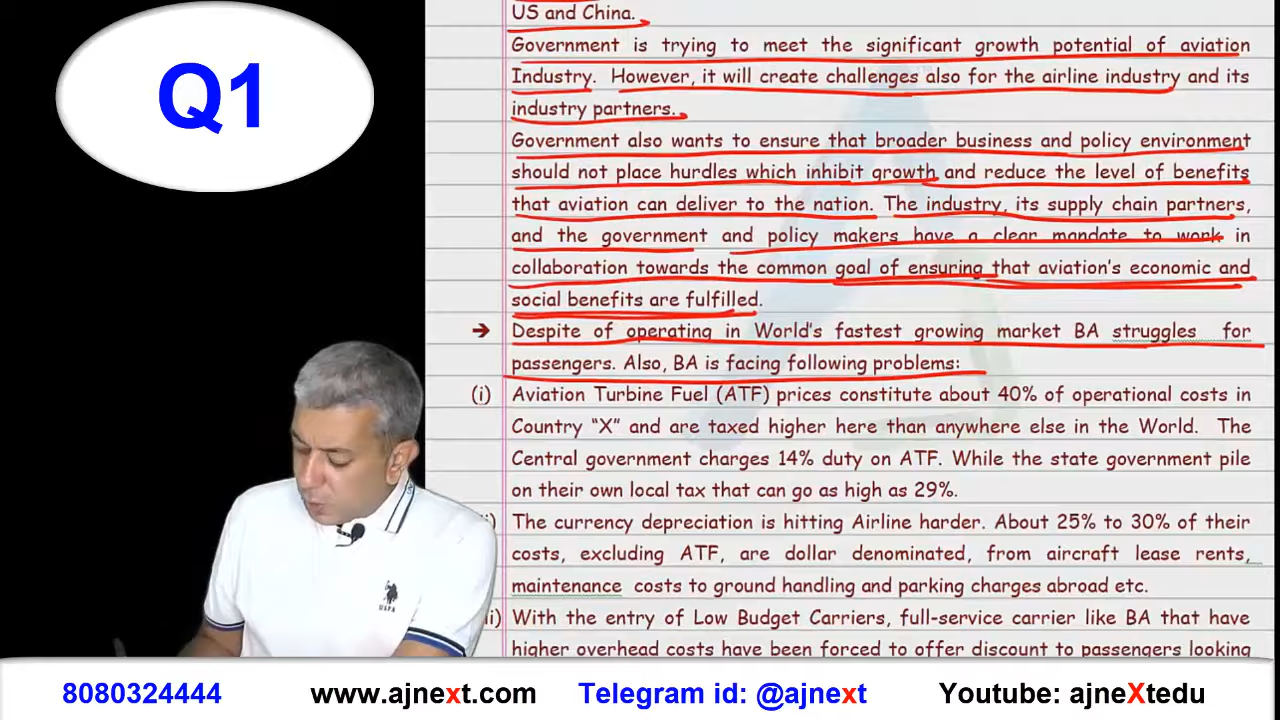 Q1
US and China.
Government is trying to meet the significant growth potential of aviation
Industry. However, it will create challenges also for the airline industry and its
industry partners.
Government also wants to ensure that broader business and policy environment
should not place hurdles which inhibit growth and reduce the level of benefits
that aviation can deliver to the nation. The industry, its supply chain partners,
and the government and policy makers have a clear mandate to work in
collaboration towards the common goal of ensuring that aviation's economic and
social benefits are fulfilled.
➔ Despite of operating in World's fastest growing market BA struggles for
passengers. Also, BA is facing following problems:
(i) Aviation Turbine Fuel (ATF) prices constitute about 40% of operational costs in
Country "X" and are taxed higher here than anywhere else in the World. The
Central government charges 14% duty on ATF. While the state government pile
on their own local tax that can go as high as 29%.
The currency depreciation is hitting Airline harder. About 25% to 30% of their
costs, excluding ATF, are dollar denominated, from aircraft lease rents,
maintenance costs to ground handling and parking charges abroad etc.
With the entry of Low Budget Carriers, full-service carrier like BA that have
higher overhead costs have been forced to offer discount to passengers looking
USPA
8080324444 www.ajnext.com Telegram id: @ajnext Youtube: ajneXtedu